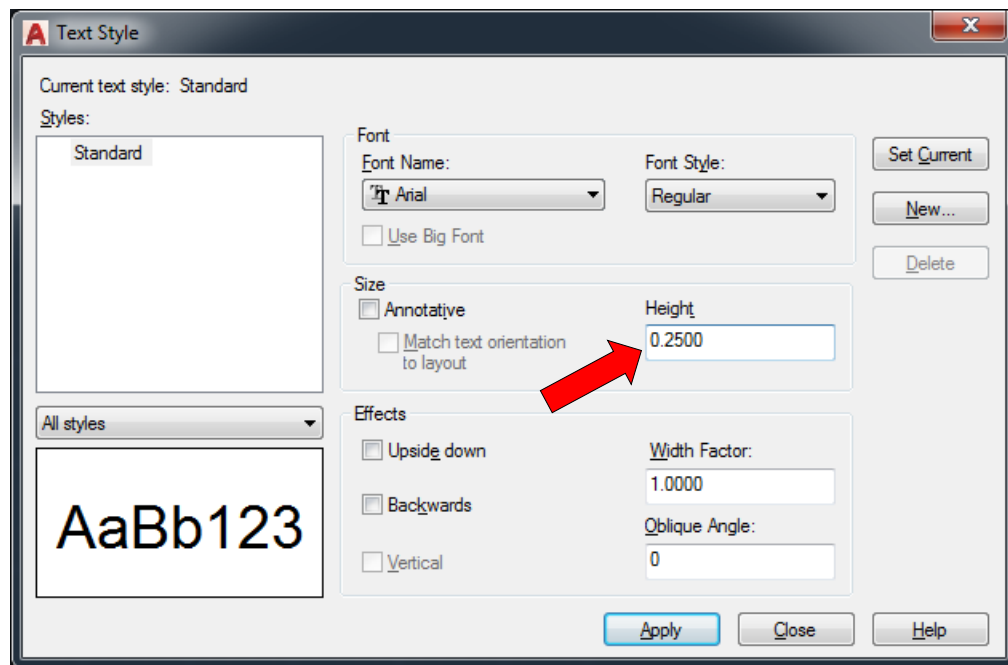 Text Style
Current text style: Standard
Styles:
Standard
All styles
AaBb123
Font
Font Name:
Arial
Use Big Font
Font Style:
Regular
Size
Annotative
Match text orientation
to layout
Height
0.2500
Effects
Upside down
Backwards
Vertical
Width Factor:
1.0000
Oblique Angle:
0
Set Current
New...
Delete
Apply
Close
Help